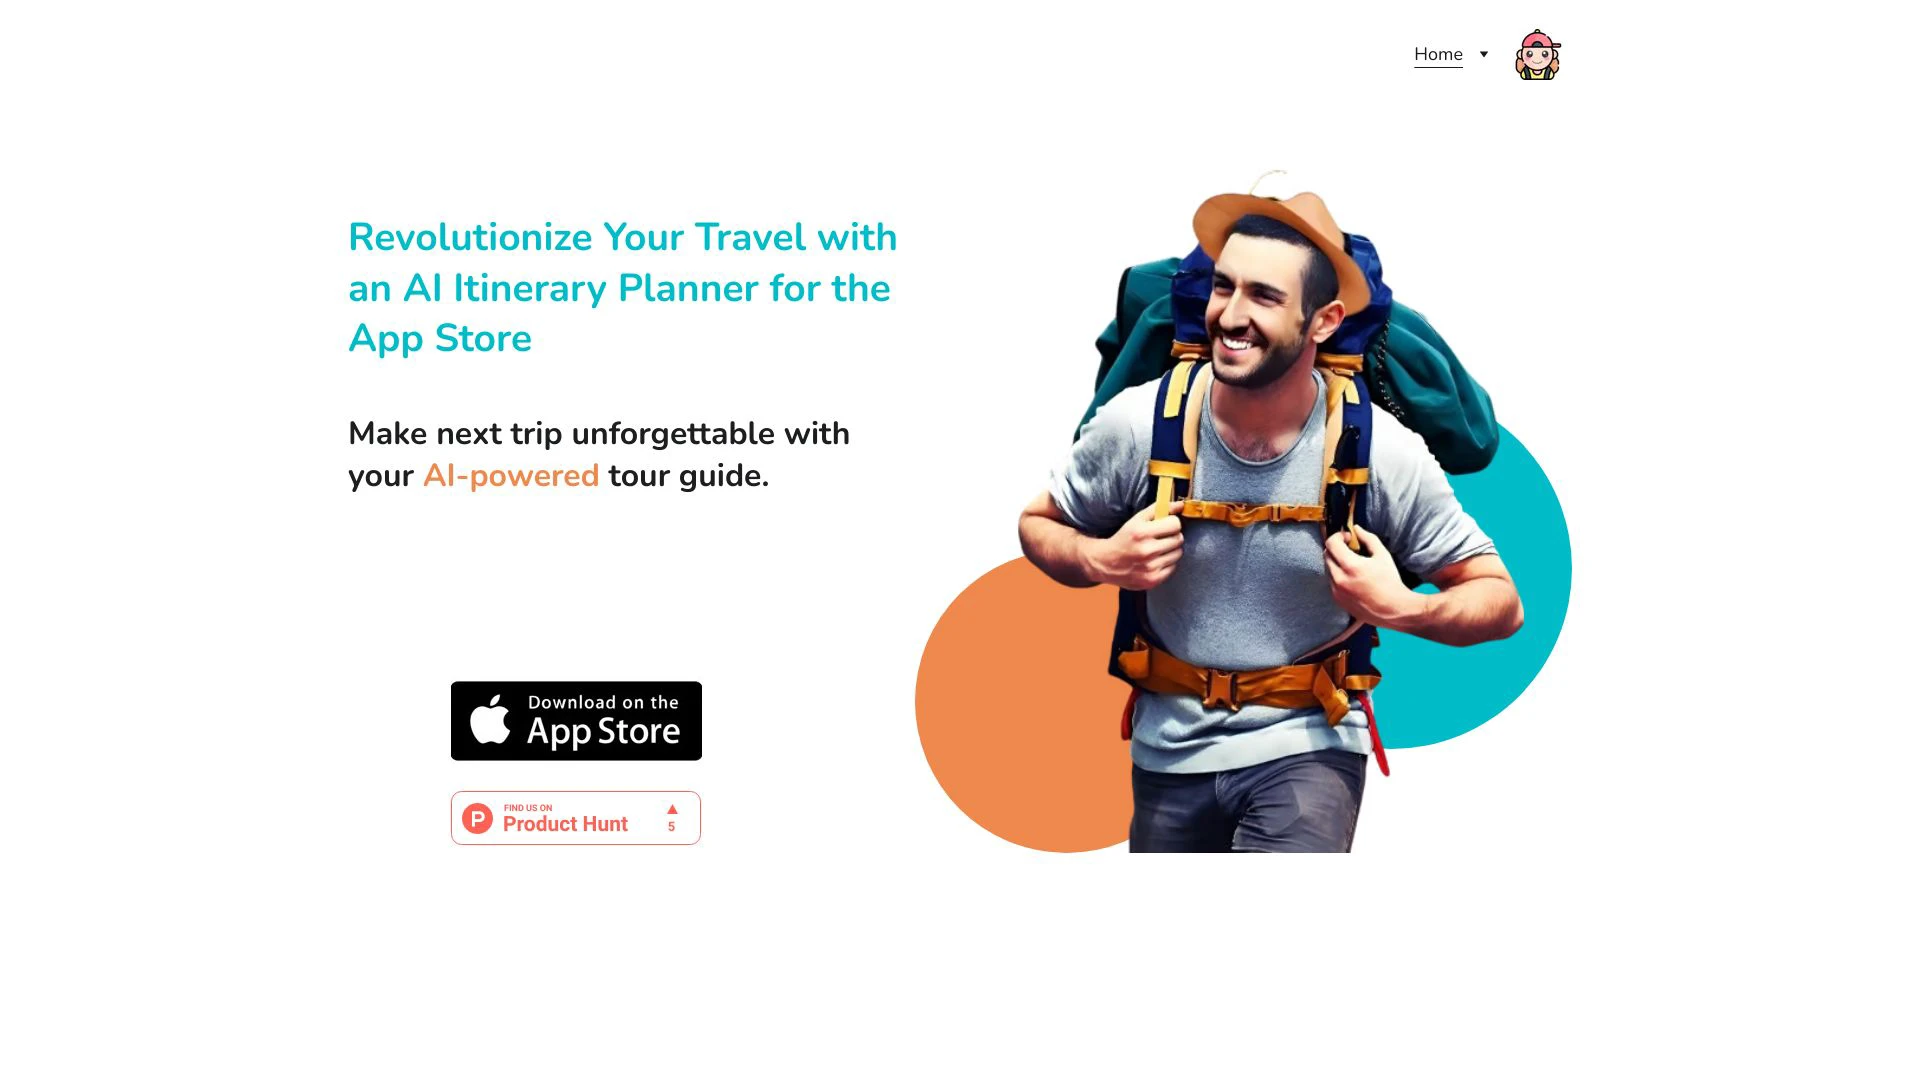 Home
Revolutionize Your Travel with
an AI Itinerary Planner for the
App Store
Make next trip unforgettable with
your AI-powered tour guide.
Download on the
App Store
FIND US ON
Product Hunt
5